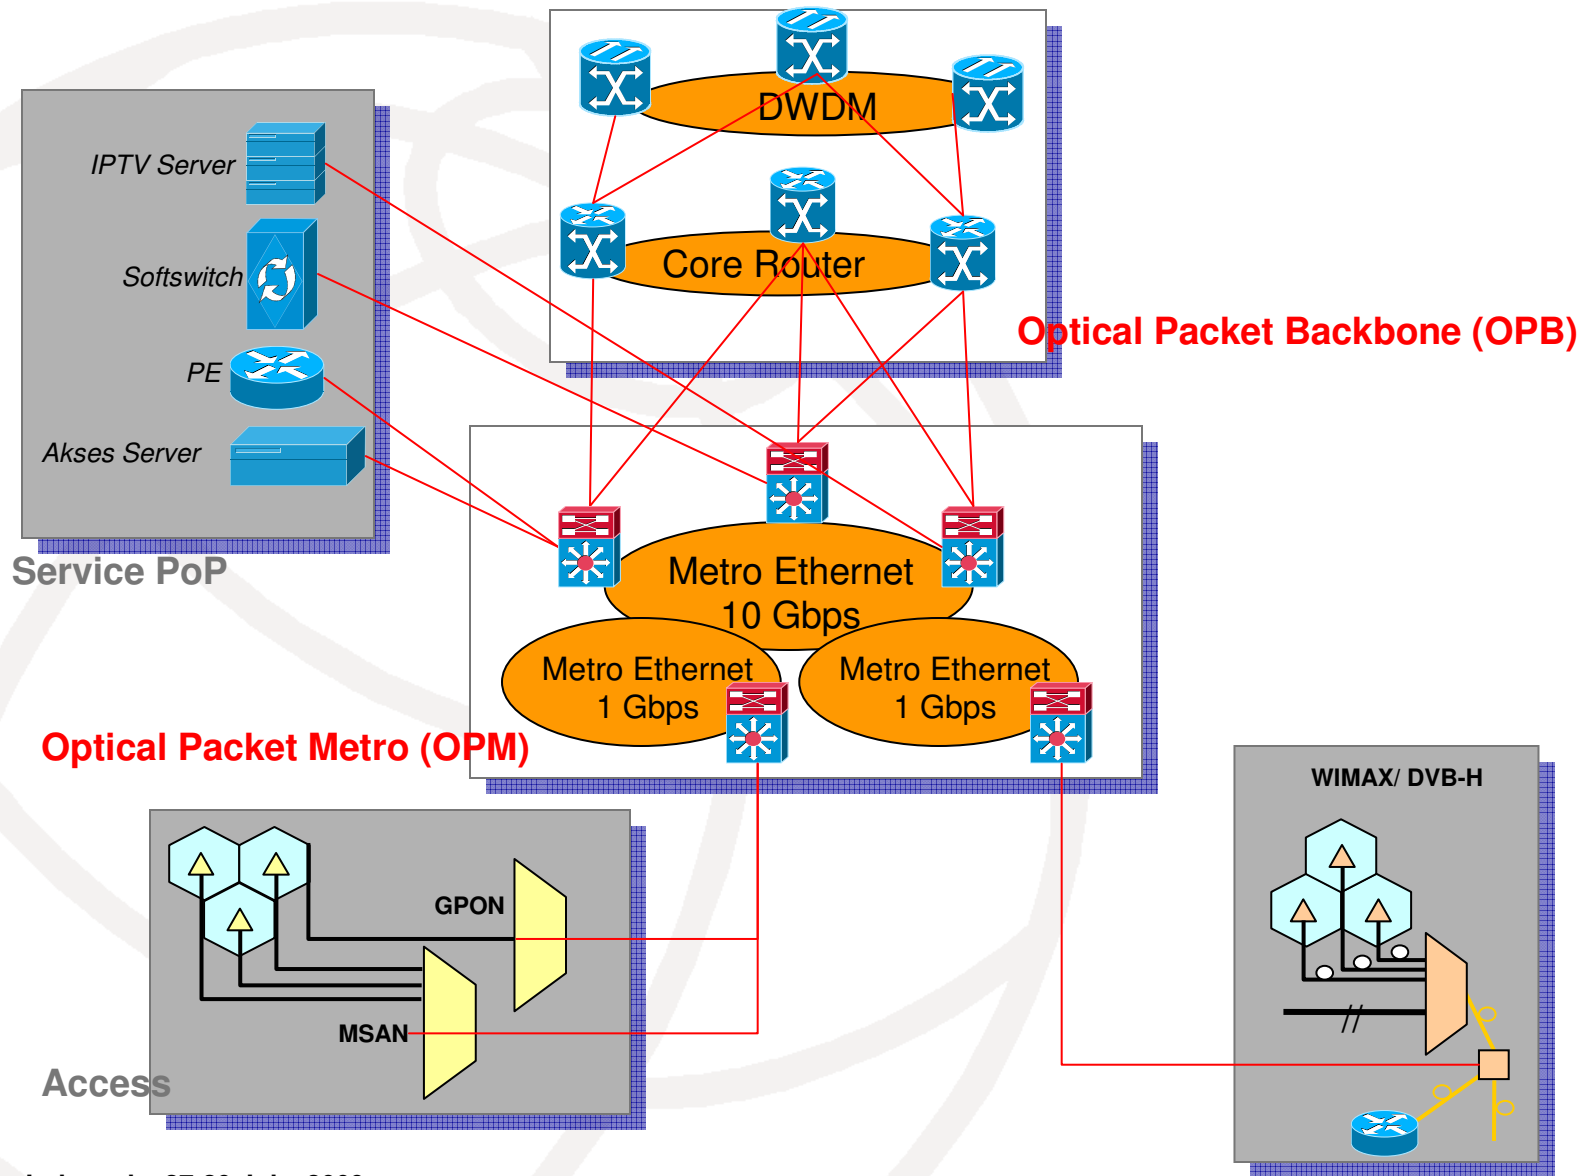 DWDM
IPTV Server
Softswitch
Core Router
Optical Packet Backbone (OPB)
PE
Akses Server
Service PoP
Metro Ethernet
10 Gbps
Metro Ethernet
1 Gbps
Metro Ethernet
1 Gbps
Optical Packet Metro (OPM)
WIMAX/ DVB-H
GPON
MSAN
Access